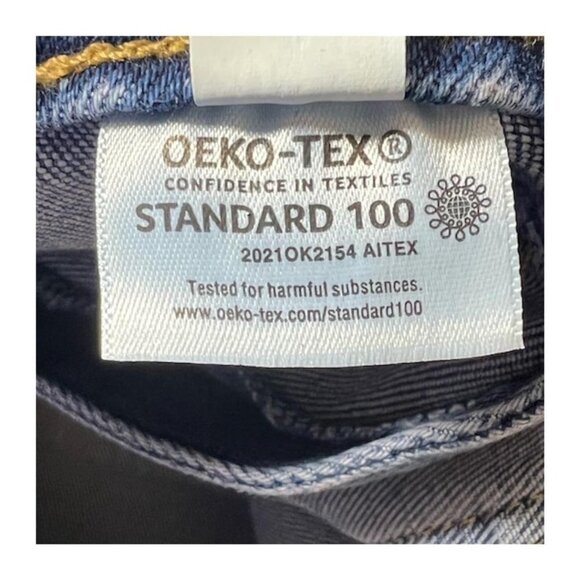 OEKO-TEX®
CONFIDENCE IN TEXTILES
STANDARD 100
2021OK2154 AITEX
Tested for harmful substances.
www.oeko-tex.com/standard100